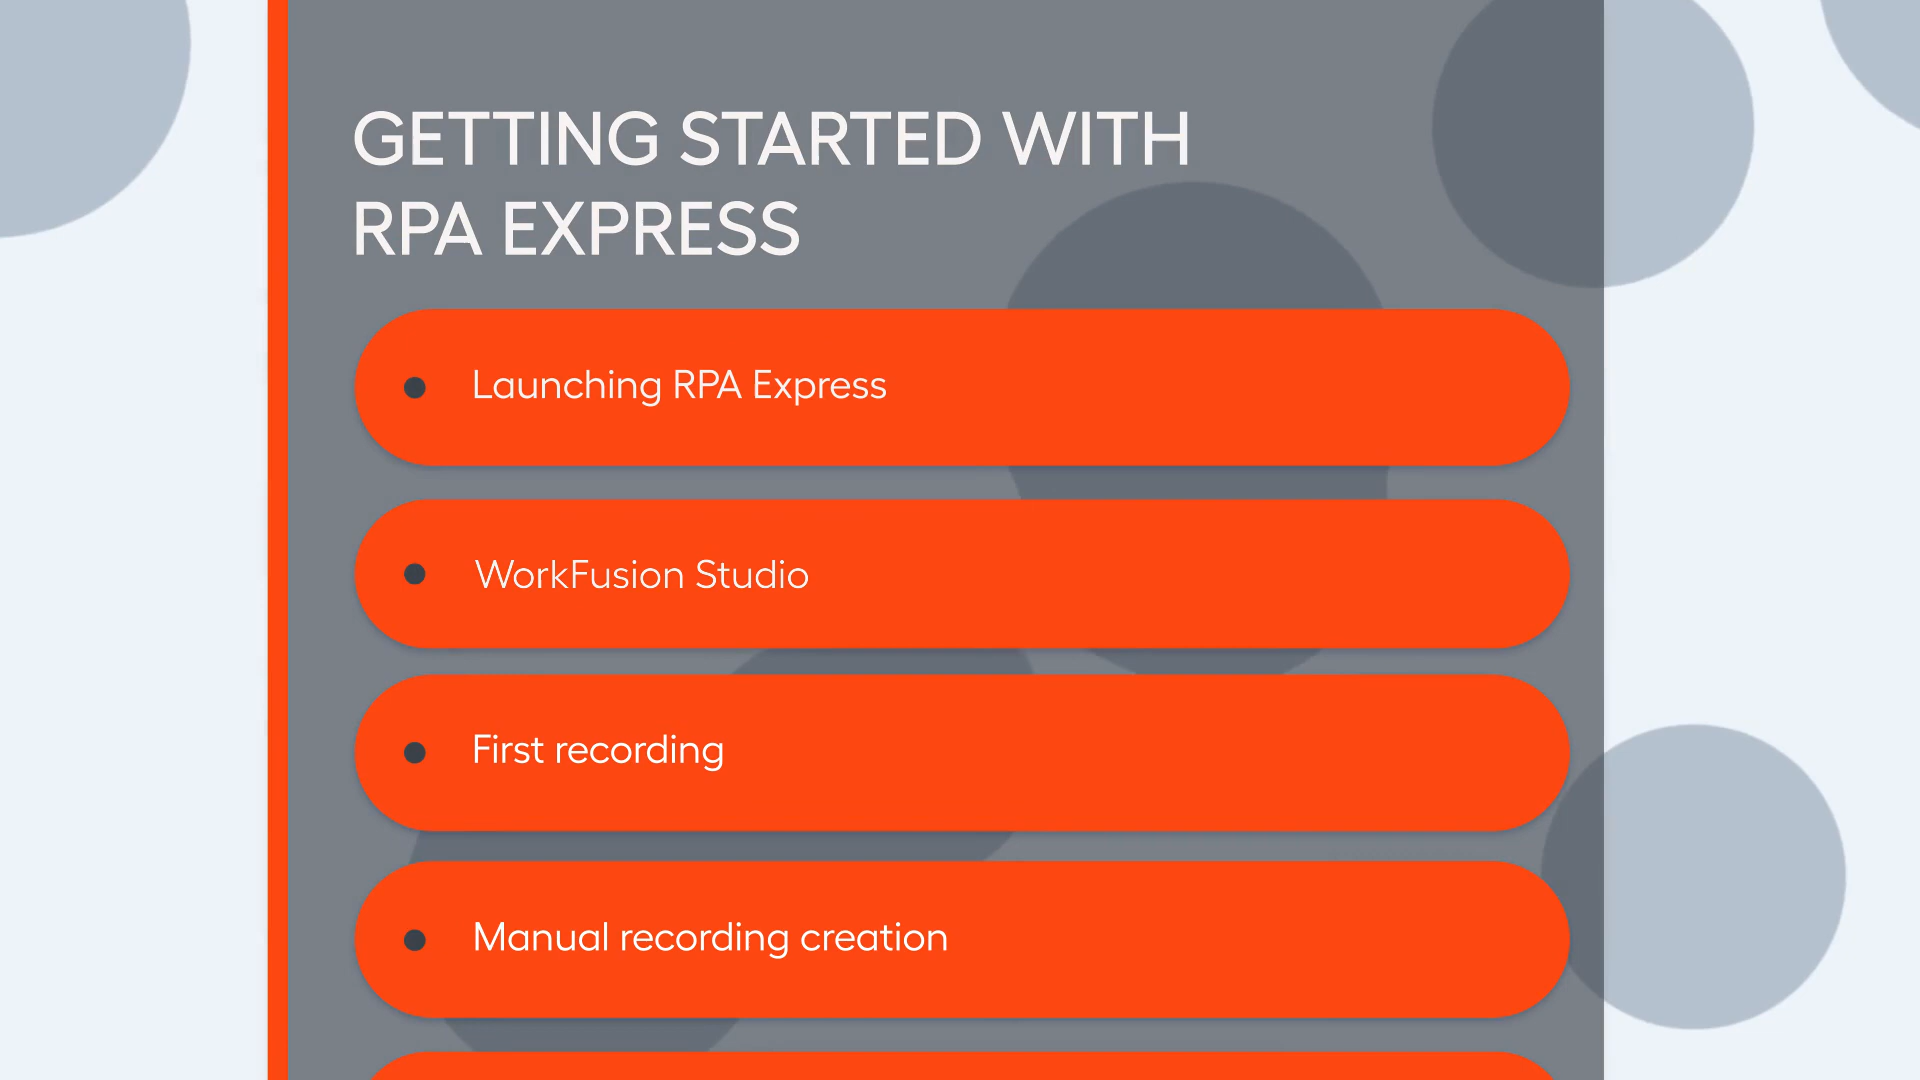 GETTING STARTED WITH
RPA EXPRESS
Launching RPA Express
WorkFusion Studio
First recording
Manual recording creation